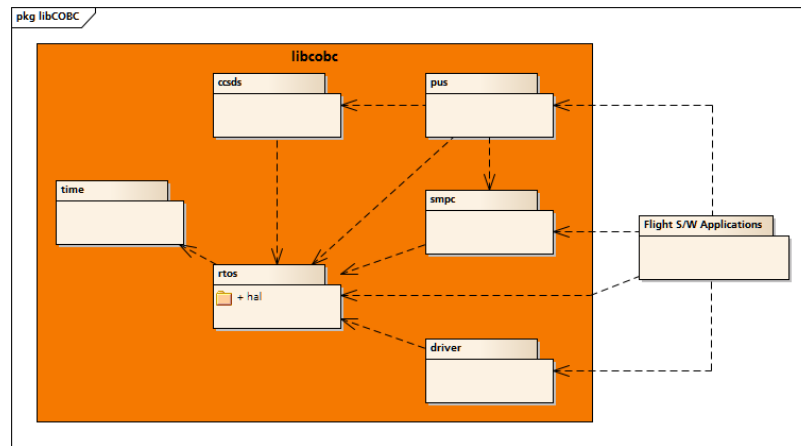 pkg libCOBC
libcobc
ccsds
pus
time
smpc
Flight S/W Applications
rtos
+ hal
driver